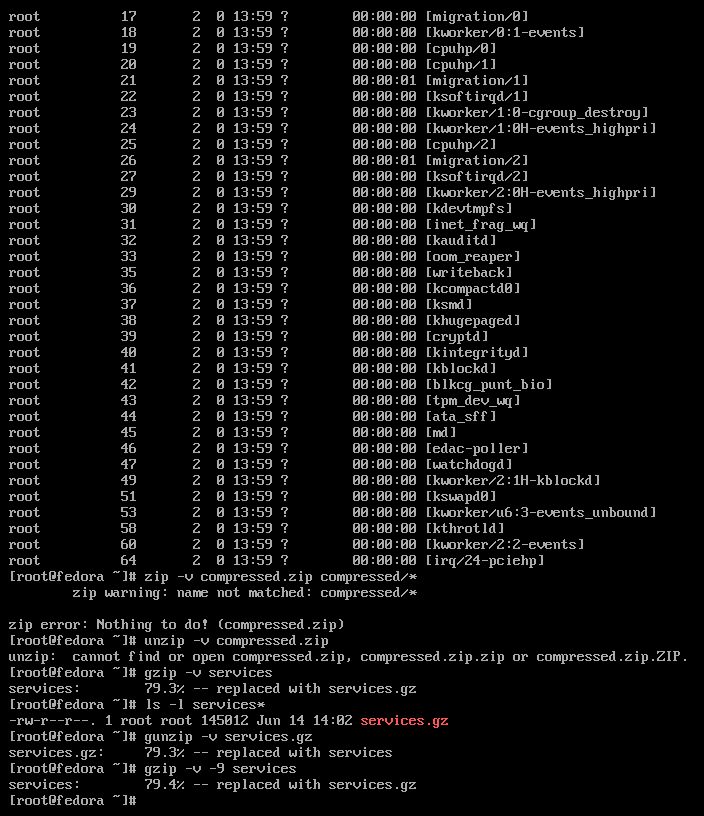 root          17       2  0 13:59 ?        00:00:00 [migration/0]
root          18       2  0 13:59 ?        00:00:00 [kworker/0:1-events]
root          19       2  0 13:59 ?        00:00:00 [cpuhp/0]
root          20       2  0 13:59 ?        00:00:00 [cpuhp/1]
root          21       2  0 13:59 ?        00:00:01 [migration/1]
root          22       2  0 13:59 ?        00:00:00 [ksoftirqd/1]
root          23       2  0 13:59 ?        00:00:00 [kworker/1:0-cgroup_destroy]
root          24       2  0 13:59 ?        00:00:00 [kworker/1:0H-events_highpri]
root          25       2  0 13:59 ?        00:00:00 [cpuhp/2]
root          26       2  0 13:59 ?        00:00:01 [migration/2]
root          27       2  0 13:59 ?        00:00:00 [ksoftirqd/2]
root          29       2  0 13:59 ?        00:00:00 [kworker/2:0H-events_highpri]
root          30       2  0 13:59 ?        00:00:00 [kdevtmpfs]
root          31       2  0 13:59 ?        00:00:00 [inet_frag_wq]
root          32       2  0 13:59 ?        00:00:00 [kauditd]
root          33       2  0 13:59 ?        00:00:00 [oom_reaper]
root          35       2  0 13:59 ?        00:00:00 [writeback]
root          36       2  0 13:59 ?        00:00:00 [kcompactd0]
root          37       2  0 13:59 ?        00:00:00 [ksmd]
root          38       2  0 13:59 ?        00:00:00 [khugepaged]
root          39       2  0 13:59 ?        00:00:00 [cryptd]
root          40       2  0 13:59 ?        00:00:00 [kintegrityd]
root          41       2  0 13:59 ?        00:00:00 [kblockd]
root          42       2  0 13:59 ?        00:00:00 [blkcg_punt_bio]
root          43       2  0 13:59 ?        00:00:00 [tpm_dev_wq]
root          44       2  0 13:59 ?        00:00:00 [ata_sff]
root          45       2  0 13:59 ?        00:00:00 [md]
root          46       2  0 13:59 ?        00:00:00 [edac-poller]
root          47       2  0 13:59 ?        00:00:00 [watchdogd]
root          49       2  0 13:59 ?        00:00:00 [kworker/2:1H-kblockd]
root          51       2  0 13:59 ?        00:00:00 [kswapd0]
root          53       2  0 13:59 ?        00:00:00 [kworker/u6:3-events_unbound]
root          58       2  0 13:59 ?        00:00:00 [kthrotld]
root          60       2  0 13:59 ?        00:00:00 [kworker/2:2-events]
root          64       2  0 13:59 ?        00:00:00 [irq/24-pciehp]
[root@fedora ~]# zip -v compressed.zip compressed/*
        zip warning: name not matched: compressed/*

zip error: Nothing to do! (compressed.zip)
[root@fedora ~]# unzip -v compressed.zip
unzip:  cannot find or open compressed.zip, compressed.zip.zip or compressed.zip.ZIP.
[root@fedora ~]# gzip -v services
services:        79.3% -- replaced with services.gz
[root@fedora ~]# ls -l services*
-rw-r--r--. 1 root root 145012 Jun 14 14:02 services.gz
[root@fedora ~]# gunzip -v services.gz
services.gz:     79.3% -- replaced with services
[root@fedora ~]# gzip -v -9 services
services:        79.4% -- replaced with services.gz
[root@fedora ~]#